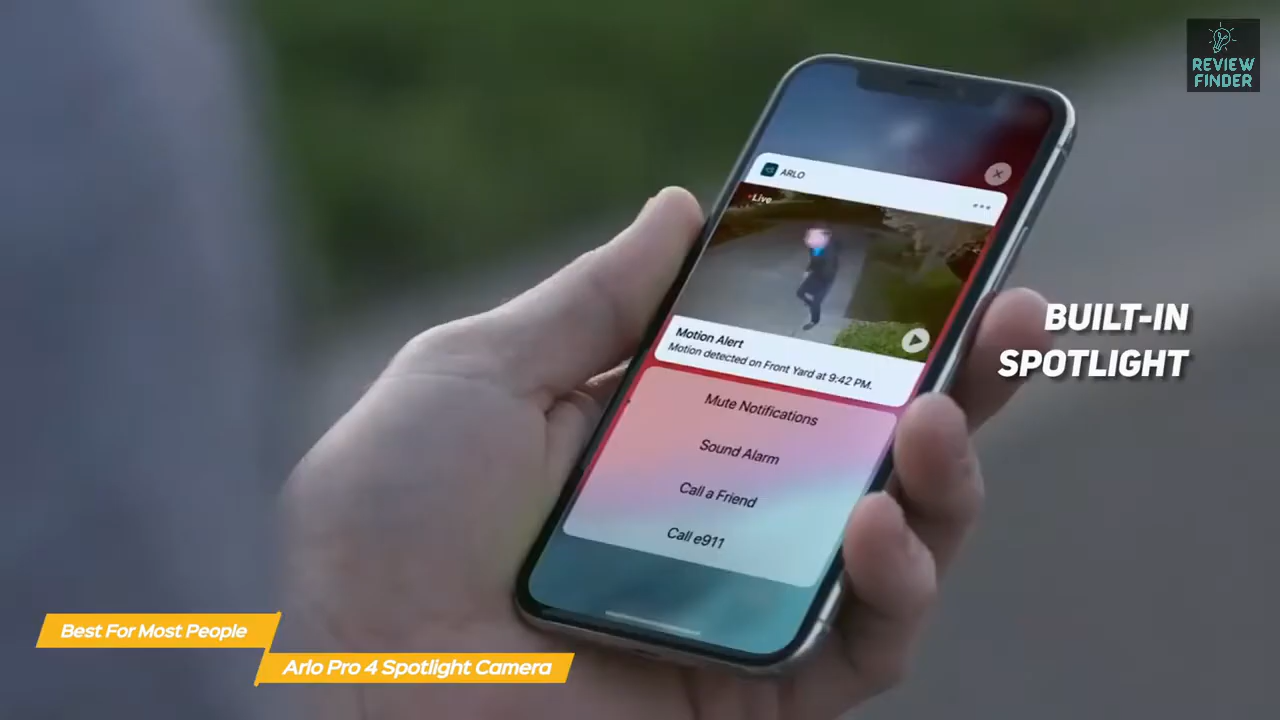 REVIEW
FINDER
ARLO
Live
Motion Alert
Motion detected on Front Yard at 9:42 PM.
BUILT-IN
SPOTLIGHT
Mute Notifications
Sound Alarm
Call a Friend
Call e911
Best For Most People
Arlo Pro 4 Spotlight Camera